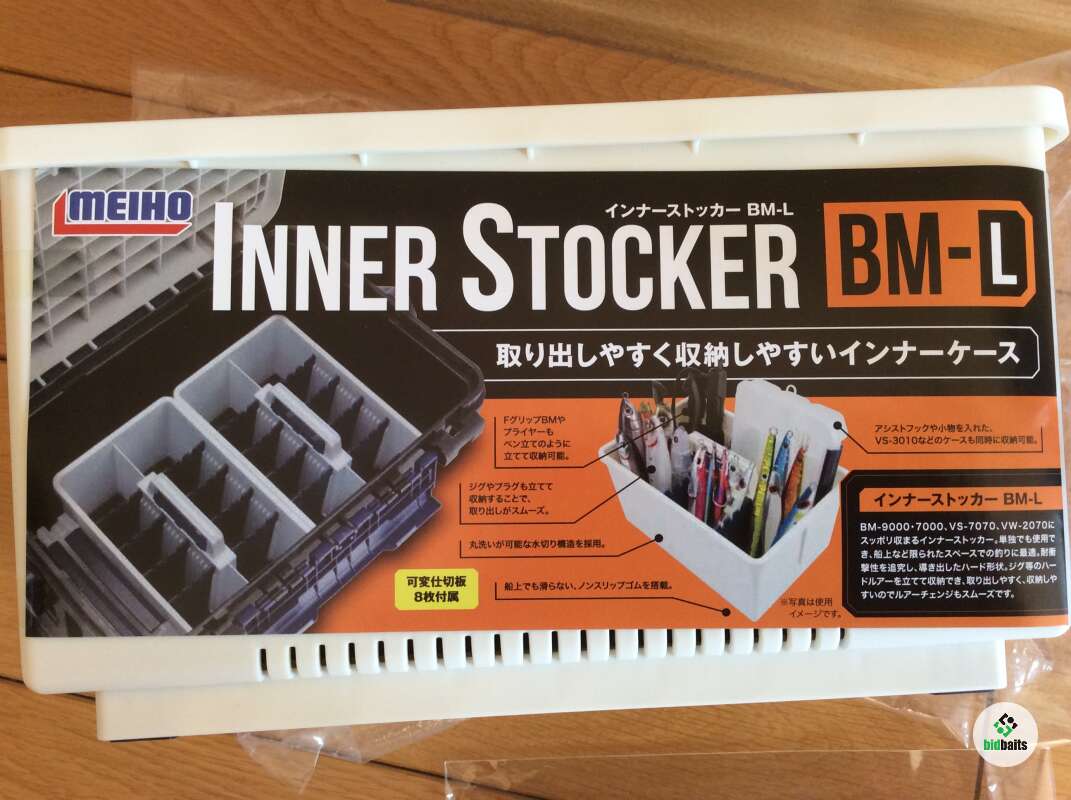 MEIHO
インナーストッカー BM-L
INNER STOCKER BM-L
取り出しやすく収納しやすいインナーケース
FグリップBMや
プライヤーも
ペン立てのように
立てて収納可能。
ジグやプラグも立てて
収納することで、
取り出しがスムーズ。
丸洗いが可能な水切り構造を採用。
可変仕切板
8枚付属
船上でも滑らない、ノンスリップゴムを搭載。
※写真は使用
イメージです。
アシストフックや小物を入れた、
VS-3010などのケースも同時に収納可能。
インナーストッカー BM-L
BM-9000・7000、VS-7070、VW-2070に
スッポリ収まるインナーストッカー。単独でも使用で
き、船上など限られたスペースでの釣りに最適。耐衝
撃性を追究し、導き出したハード形状。ジグ等のハー
ドルアーを立てて収納でき、取り出しやすく、収納しや
すいのでルアーチェンジもスムーズです。
bidbaits